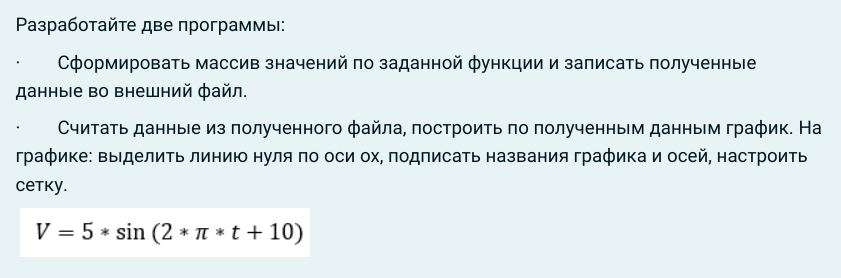 Разработайте две программы:
· Сформировать массив значений по заданной функции и записать полученные
данные во внешний файл.
· Считать данные из полученного файла, построить по полученным данным график. На
графике: выделить линию нуля по оси ox, подписать названия графика и осей, настроить
сетку.
V = 5 * sin (2 * π * t + 10)